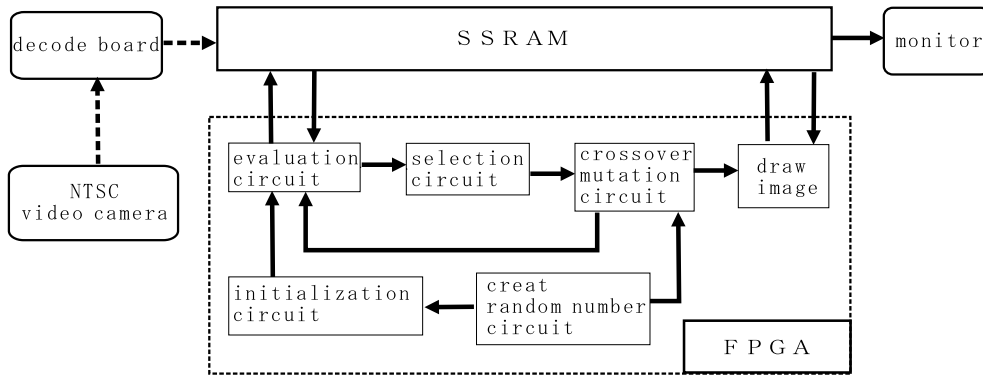 decode board
SSRAM
monitor
NTSC
video camera
evaluation
circuit
selection
circuit
crossover
mutation
circuit
draw
image
initialization
circuit
creat
random number
circuit
FPGA